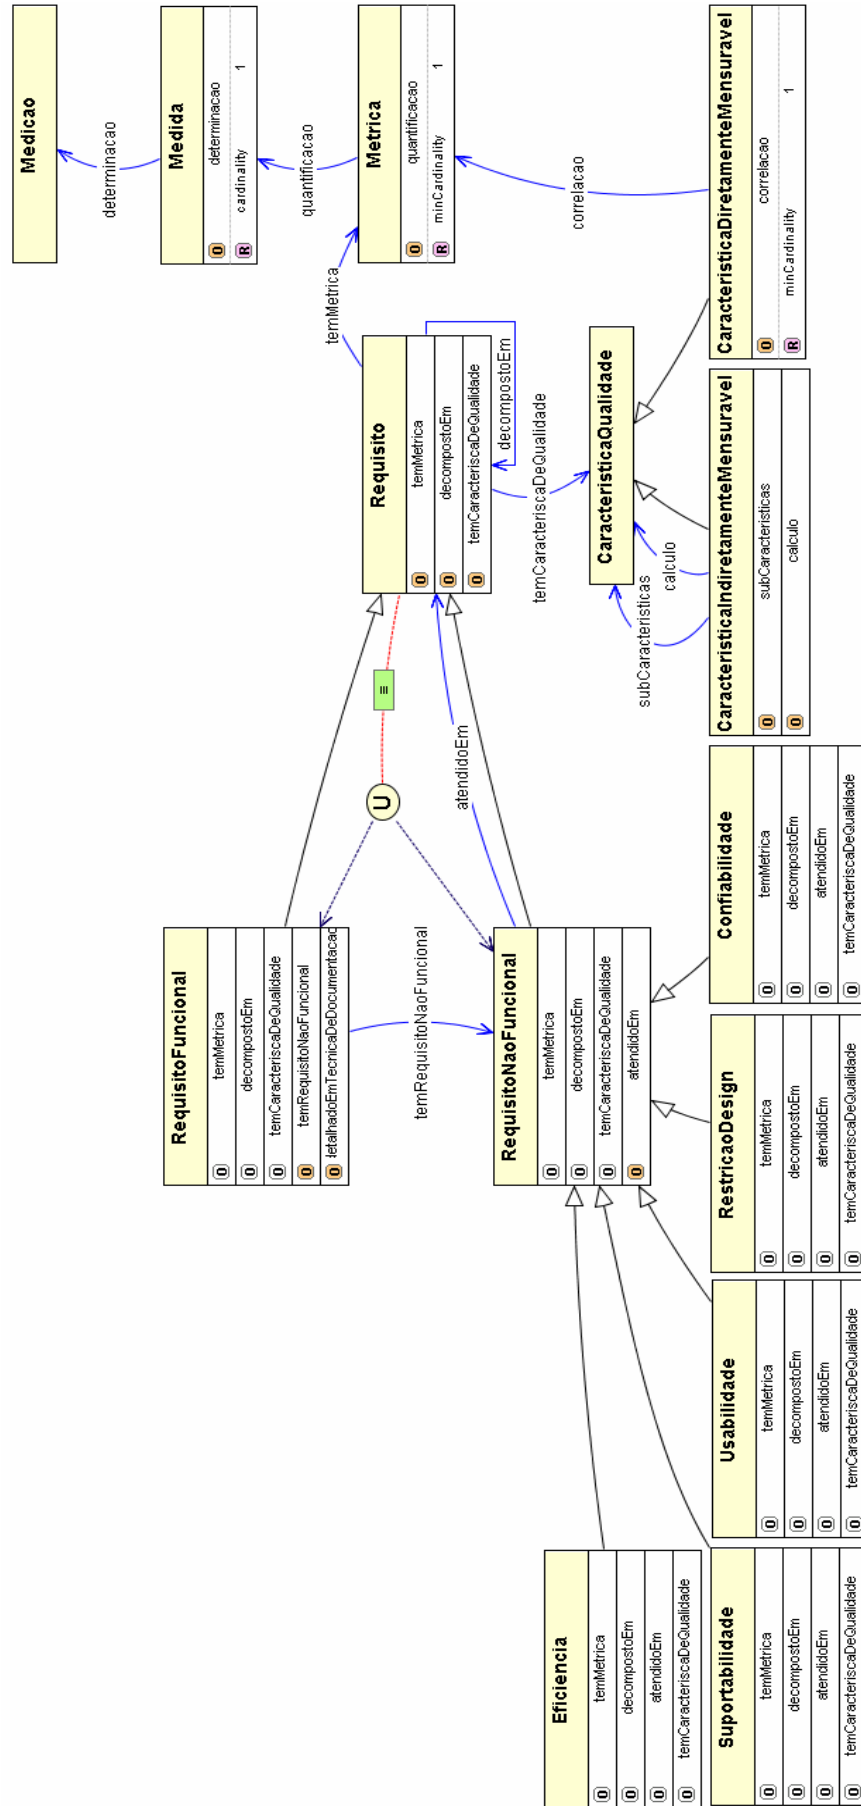 Medicao
determinacao
Medida
O determinacao
R cardinality 1
quantificacao
Metrica
O quantificacao
R minCardinality 1
temMetrica
correlacao
RequisitoFuncional
O temMetrica
O decompostoEm
O temCaracteriscaDeQualidade
O temRequisitoNaoFuncional
O detalhadoEmTecnicaDeDocumentacao
Requisito
O temMetrica
O decompostoEm
O temCaracteriscaDeQualidade
decompostoEm
≡
U
temRequisitoNaoFuncional
atendidoEm
temCaracteriscaDeQualidade
RequisitoNaoFuncional
O temMetrica
O decompostoEm
O temCaracteriscaDeQualidade
O atendidoEm
CaracteristicaQualidade
subCaracteristicas
calculo
Eficiencia
O temMetrica
O decompostoEm
O atendidoEm
O temCaracteriscaDeQualidade
Suportabilidade
O temMetrica
O decompostoEm
O atendidoEm
O temCaracteriscaDeQualidade
Usabilidade
O temMetrica
O decompostoEm
O atendidoEm
O temCaracteriscaDeQualidade
RestricaoDesign
O temMetrica
O decompostoEm
O atendidoEm
O temCaracteriscaDeQualidade
Confiabilidade
O temMetrica
O decompostoEm
O atendidoEm
O temCaracteriscaDeQualidade
CaracteristicaIndiretamenteMensuravel
O subCaracteristicas
O calculo
CaracteristicaDiretamenteMensuravel
O correlacao
R minCardinality 1